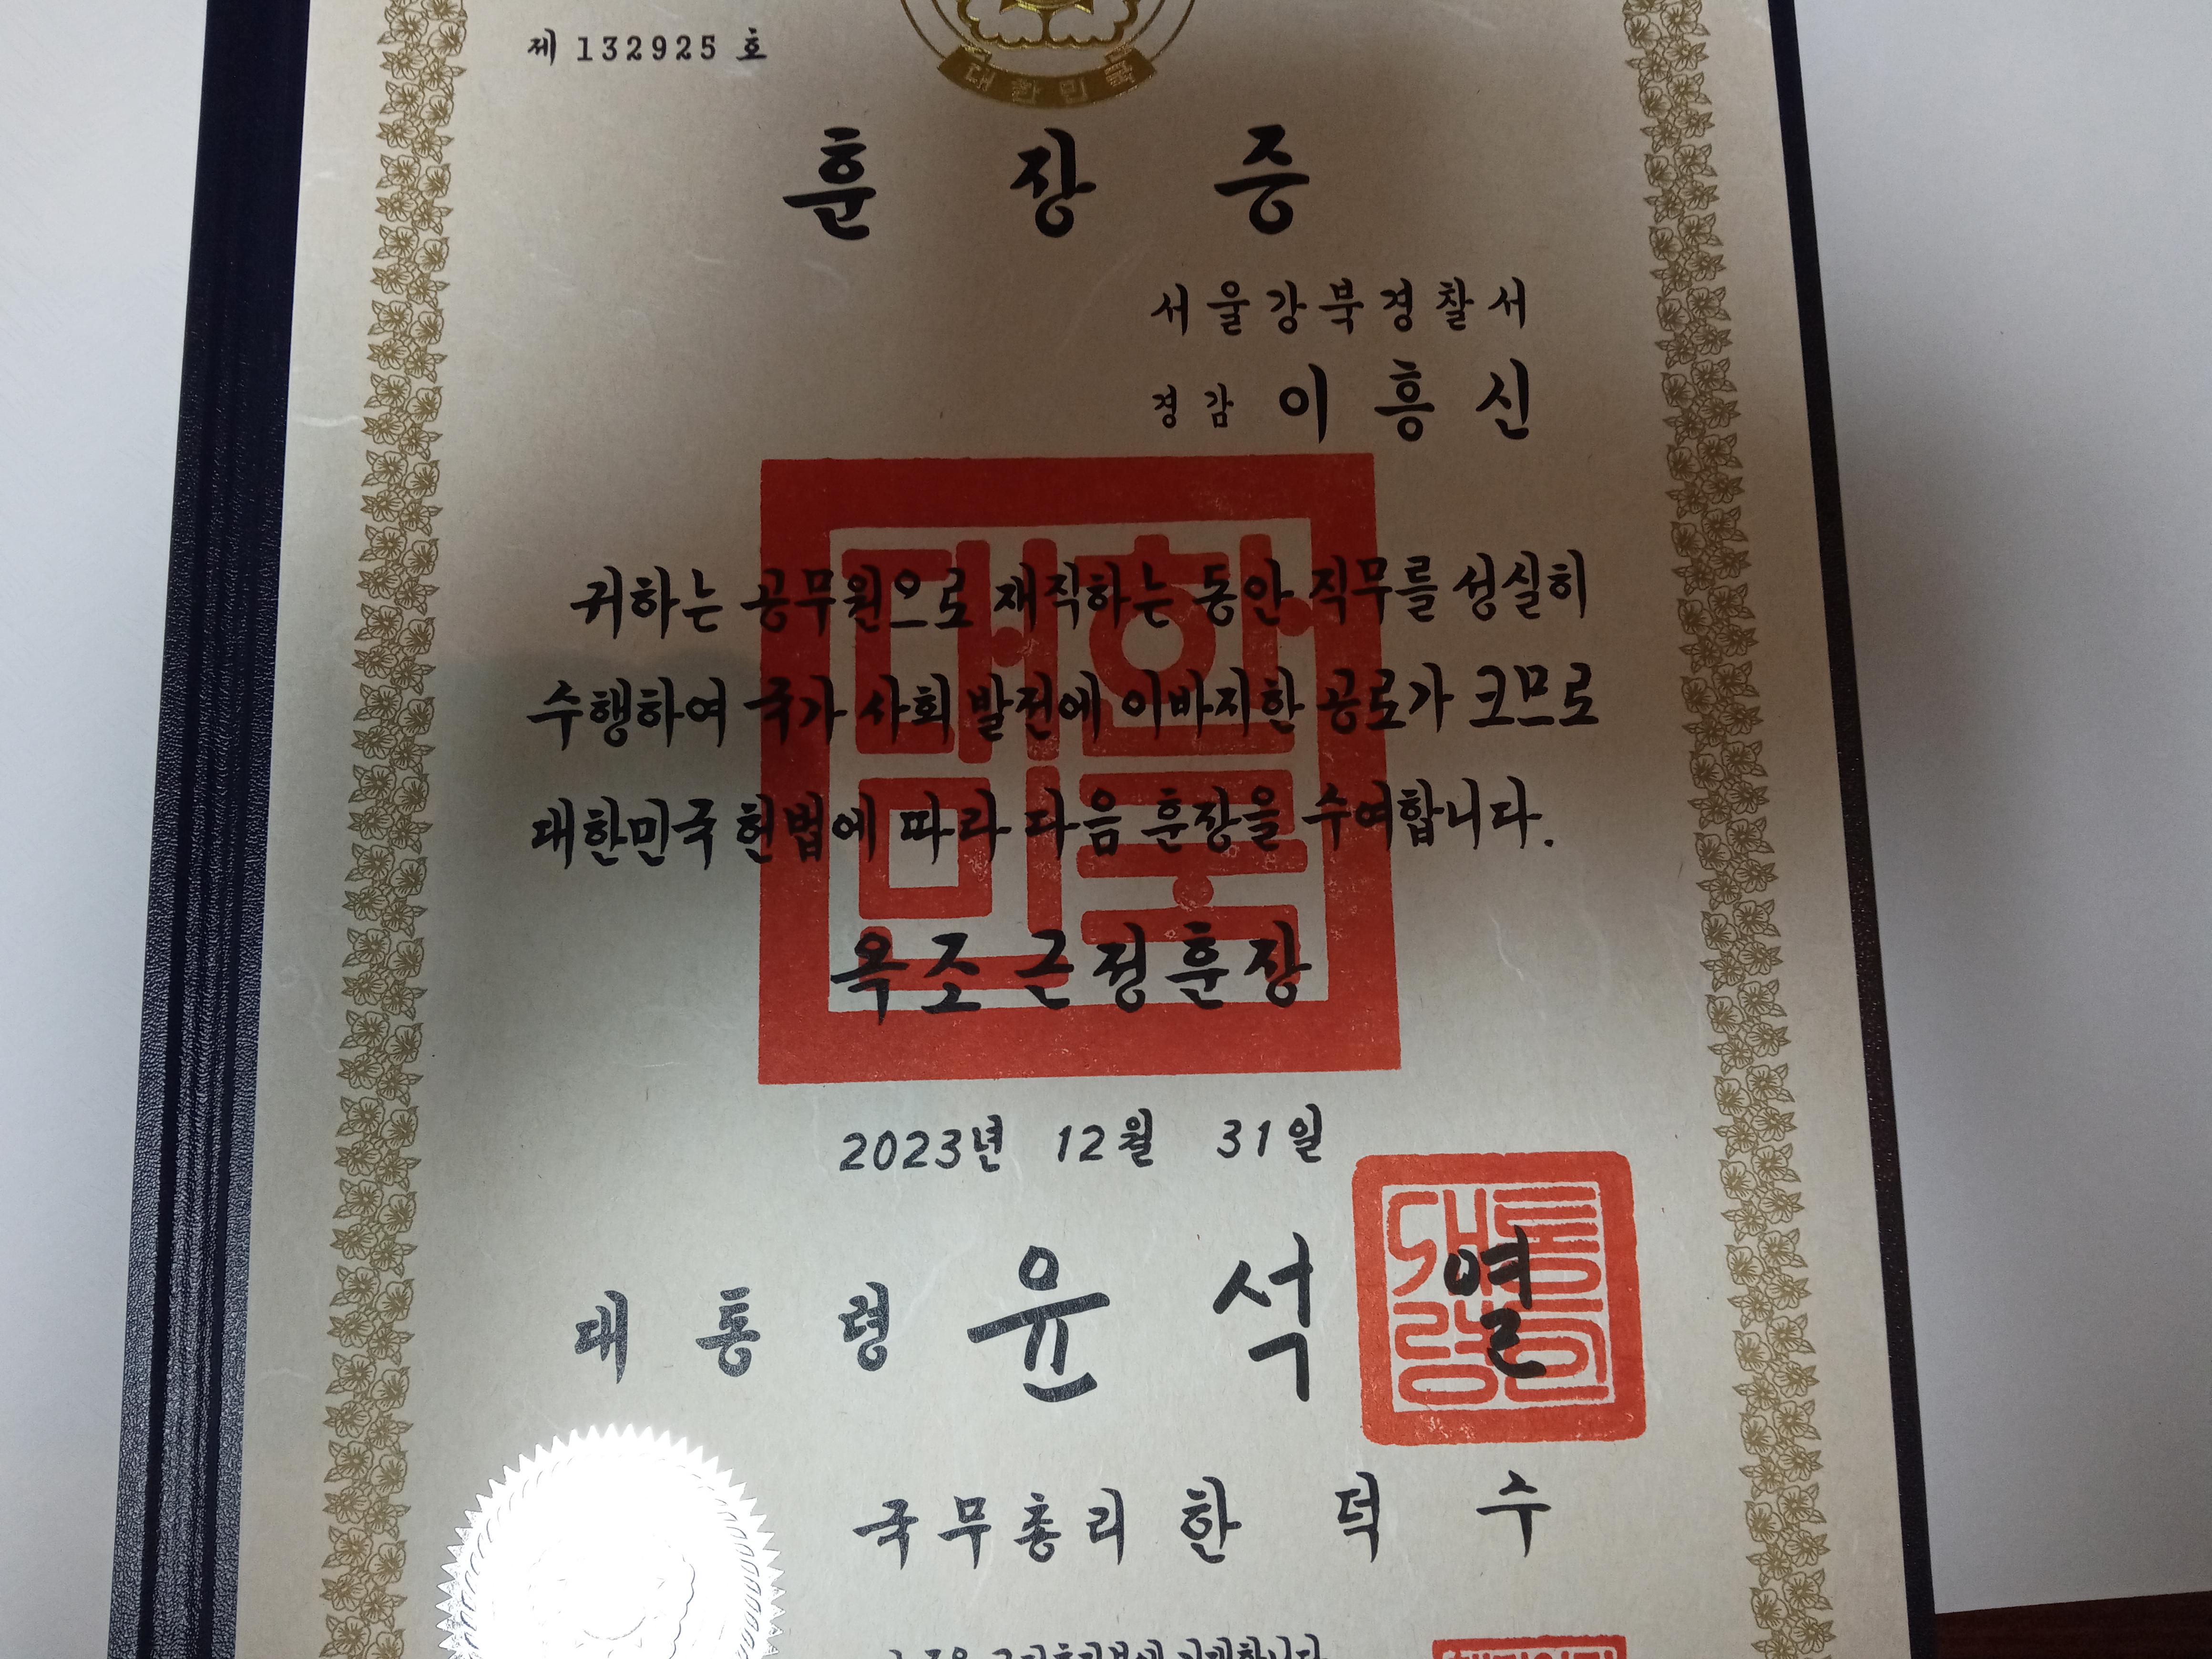 제 132925 호
대한민국
훈장증
서울강북경찰서
경감 이흥신
귀하는 공무원으로 재직하는 동안 직무를 성실히
수행하여 국가 사회 발전에 이바지한 공로가 크므로
대한민국 헌법에 따라 다음 훈장을 수여합니다.
옥조근정훈장
대한
민국
2023년 12월 31일
대통령 윤석열
국무총리 한덕수